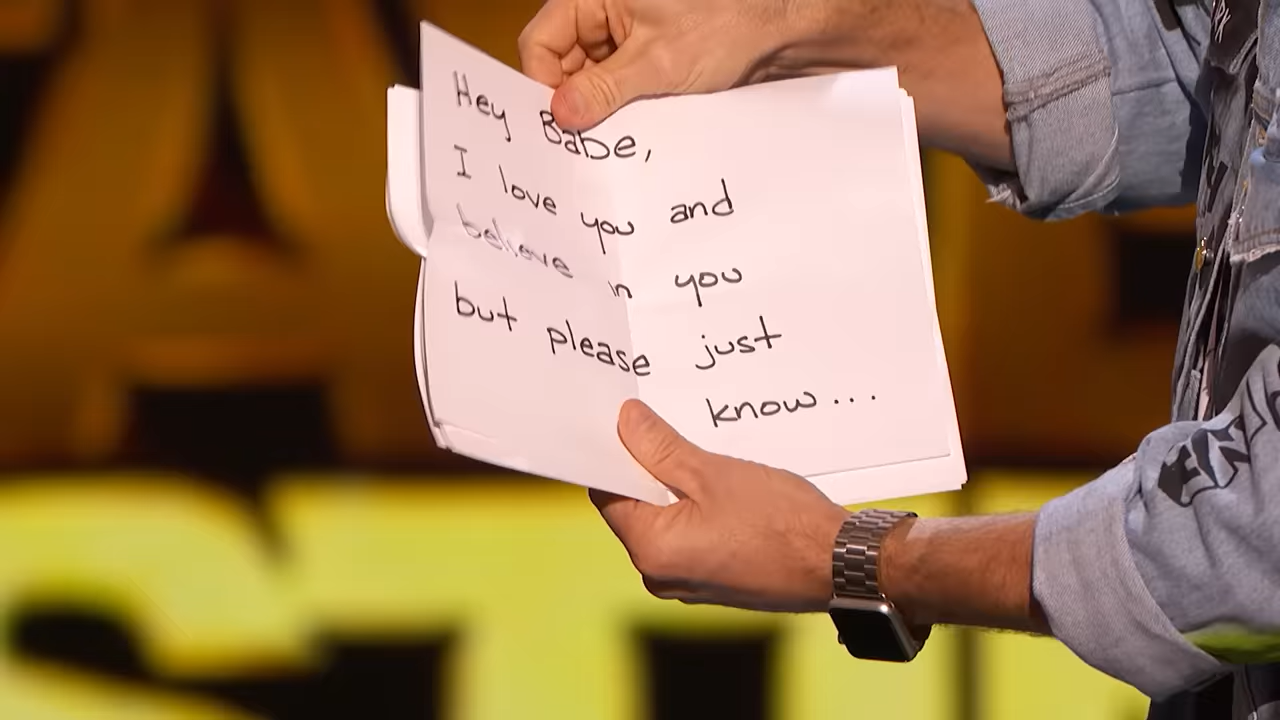 Hey Babe,
I love you and
believe in you
but please just
know...